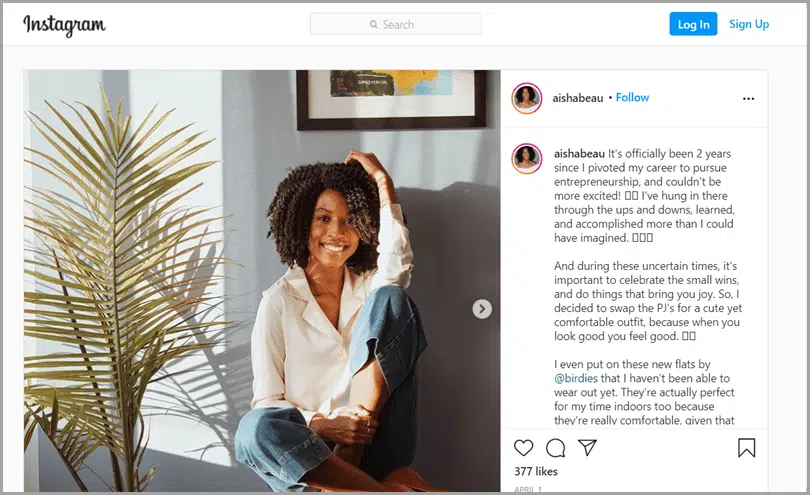 Instagram
Search
Log In
Sign Up
aishabeau • Follow
aishabeau It's officially been 2 years
since I pivoted my career to pursue
entrepreneurship, and couldn't be
more excited! ▯▯ I've hung in there
through the ups and downs, learned,
and accomplished more than I could
have imagined. ▯▯▯
And during these uncertain times, it's
important to celebrate the small wins,
and do things that bring you joy. So, I
decided to swap the PJ's for a cute yet
comfortable outfit, because when you
look good you feel good. ▯▯
I even put on these new flats by
@birdies that I haven't been able to
wear out yet. They're actually perfect
for my time indoors too because
they're really comfortable, given that
377 likes
APRIL 1